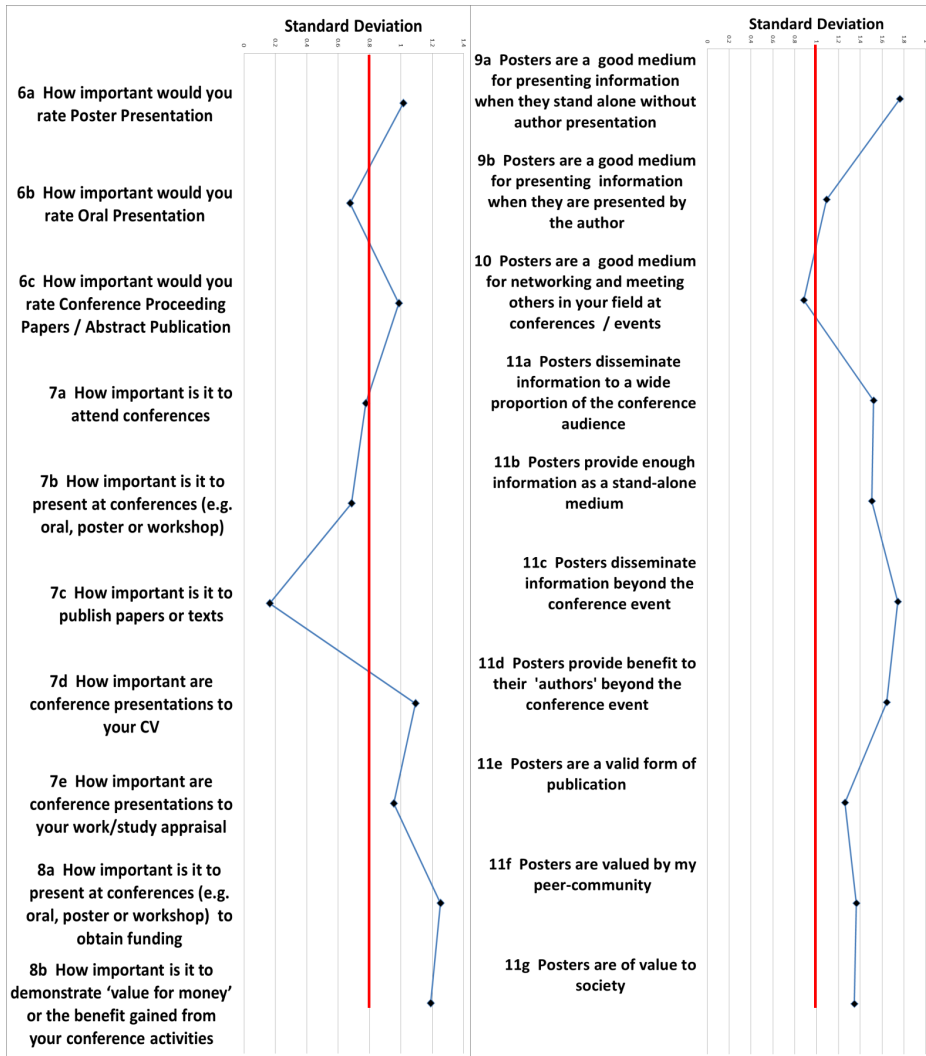 Standard Deviation
0 0.2 0.4 0.6 0.8 1 1.2 1.4
6a How important would you
rate Poster Presentation
6b How important would you
rate Oral Presentation
6c How important would you
rate Conference Proceeding
Papers / Abstract Publication
7a How important is it to
attend conferences
7b How important is it to
present at conferences (e.g.
oral, poster or workshop)
7c How important is it to
publish papers or texts
7d How important are
conference presentations to
your CV
7e How important are
conference presentations to
your work/study appraisal
8a How important is it to
present at conferences (e.g.
oral, poster or workshop) to
obtain funding
8b How important is it to
demonstrate ‘value for money’
or the benefit gained from
your conference activities
Standard Deviation
0 0.2 0.4 0.6 0.8 1 1.2 1.4 1.6 1.8 2
9a Posters are a good medium
for presenting information
when they stand alone without
author presentation
9b Posters are a good medium
for presenting information
when they are presented by
the author
10 Posters are a good medium
for networking and meeting
others in your field at
conferences / events
11a Posters disseminate
information to a wide
proportion of the conference
audience
11b Posters provide enough
information as a stand-alone
medium
11c Posters disseminate
information beyond the
conference event
11d Posters provide benefit to
their 'authors' beyond the
conference event
11e Posters are a valid form of
publication
11f Posters are valued by my
peer-community
11g Posters are of value to
society